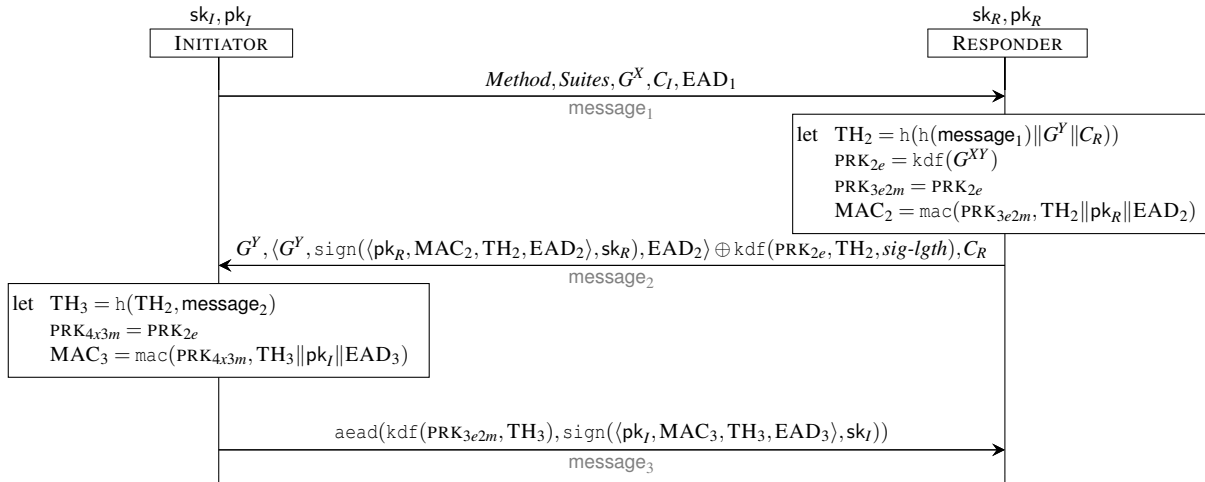 sk_I, pk_I
sk_R, pk_R
INITIATOR
RESPONDER
Method, Suites, G^X, C_I, EAD_1
message_1
let TH_2 = h(h(message_1)‖G^Y‖C_R))
PRK_2e = kdf(G^XY)
PRK_3e2m = PRK_2e
MAC_2 = mac(PRK_3e2m, TH_2‖pk_R‖EAD_2)
G^Y, ⟨G^Y, sign(⟨pk_R, MAC_2, TH_2, EAD_2⟩, sk_R), EAD_2⟩ ⊕ kdf(PRK_2e, TH_2, sig-lgth), C_R
message_2
let TH_3 = h(TH_2, message_2)
PRK_4x3m = PRK_2e
MAC_3 = mac(PRK_4x3m, TH_3‖pk_I‖EAD_3)
aead(kdf(PRK_3e2m, TH_3), sign(⟨pk_I, MAC_3, TH_3, EAD_3⟩, sk_I))
message_3